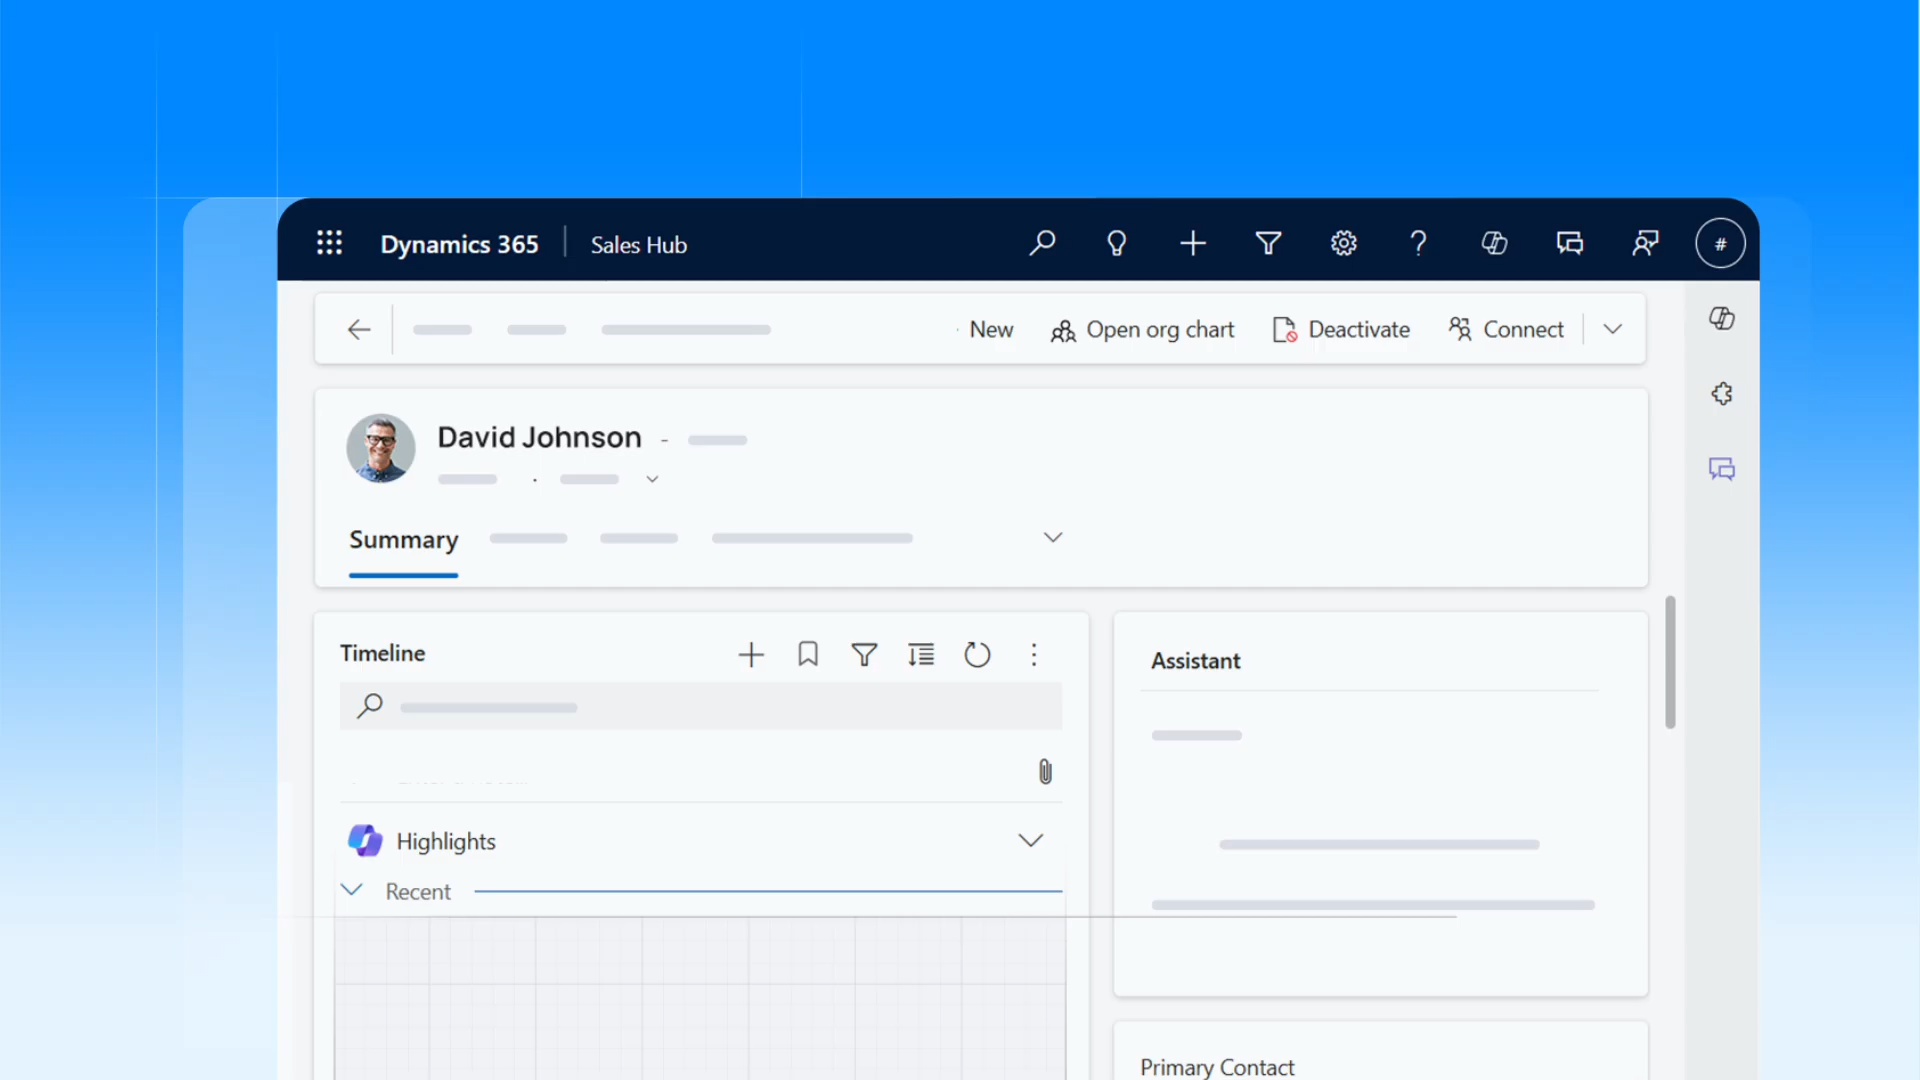 Dynamics 365 Sales Hub
#
New Open org chart Deactivate Connect
David Johnson -
Summary
Timeline
Assistant
Highlights
Recent
Primary Contact